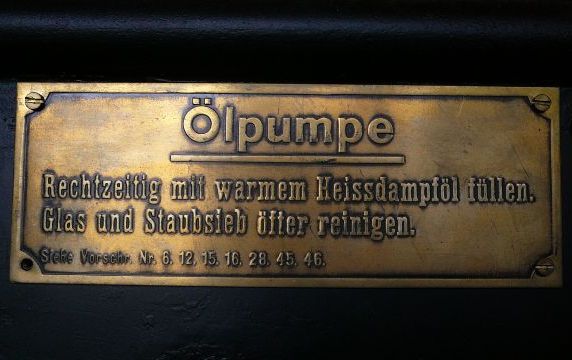 Ölpumpe
Rechtzeitig mit warmem Heissdampföl füllen.
Glas und Staubsieb öfter reinigen.
Siehe Vorschr. Nr. 6, 12, 15, 16, 28, 45, 46.